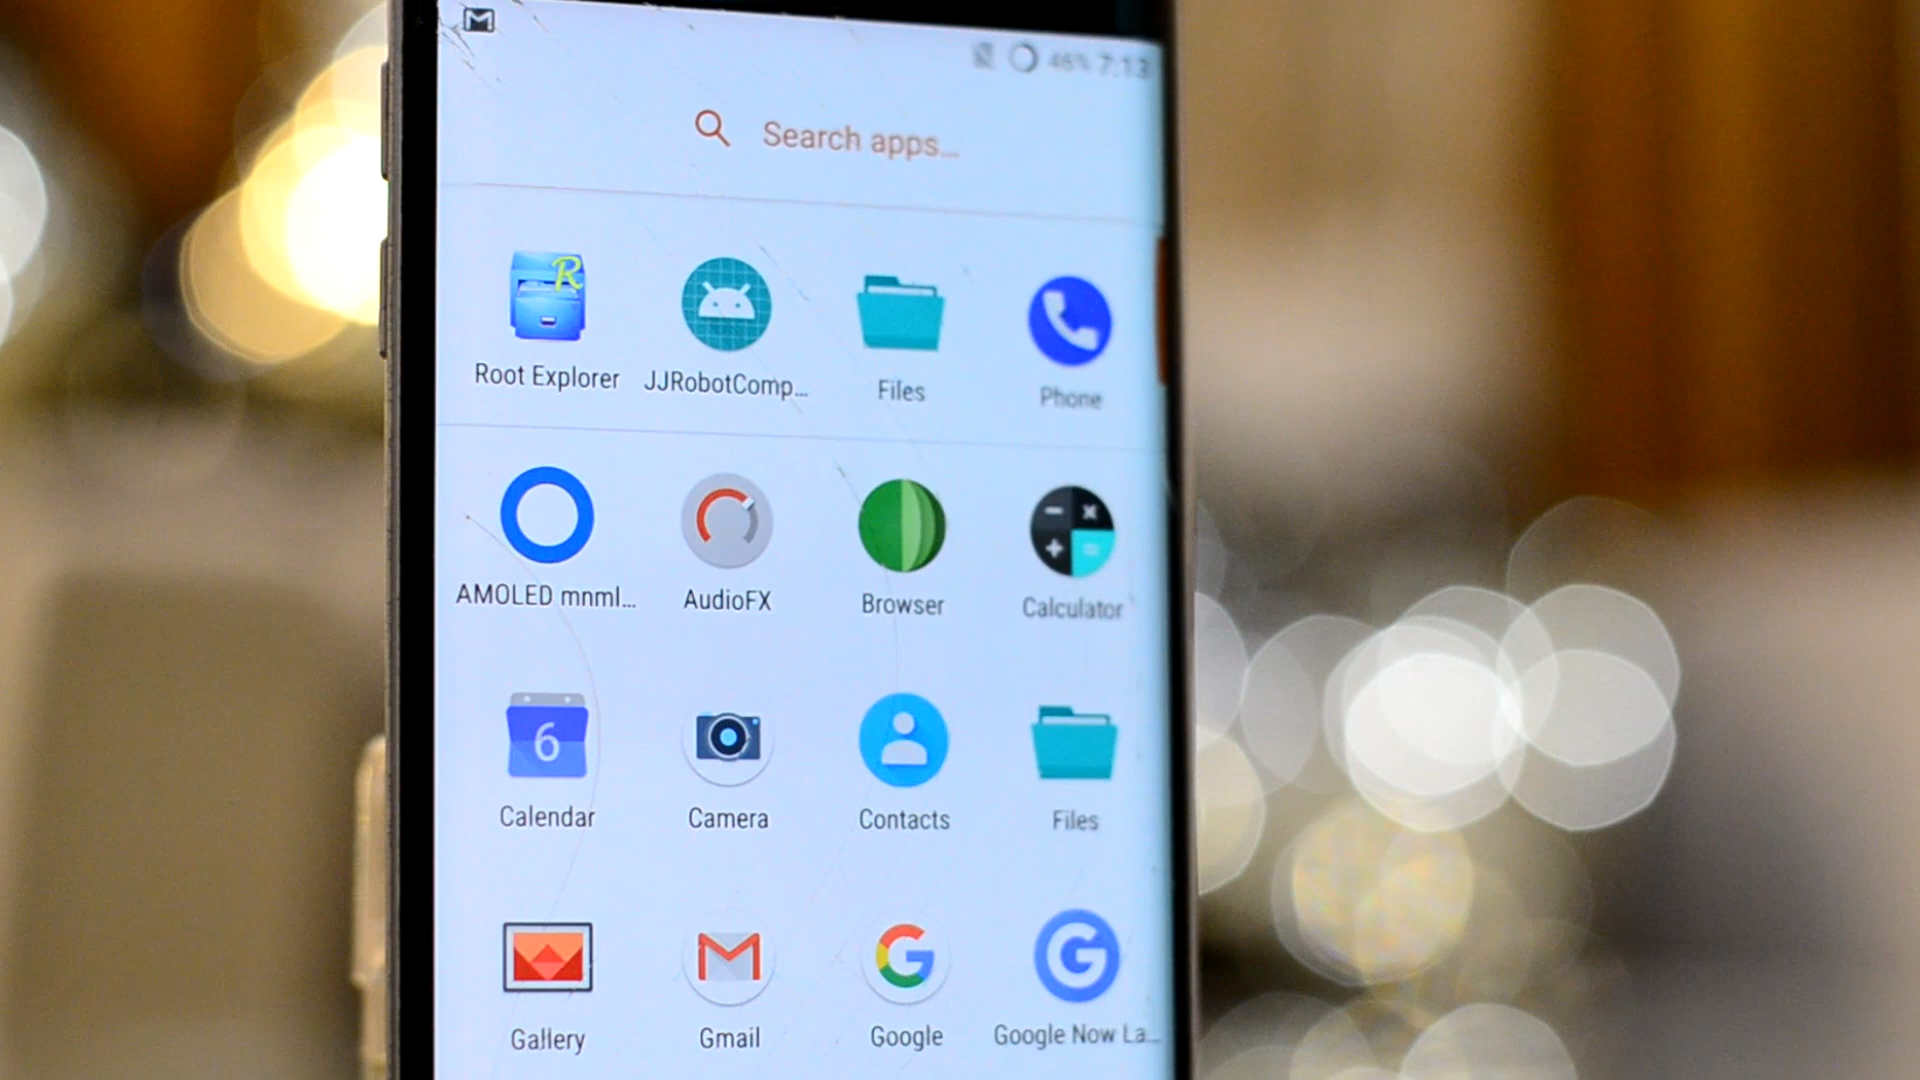 46% 7:13
Search apps...
R
Root Explorer JJRobotComp... Files Phone
AMOLED mnml... AudioFX Browser Calculator
6
Calendar Camera Contacts Files
Gallery Gmail Google Google Now La...